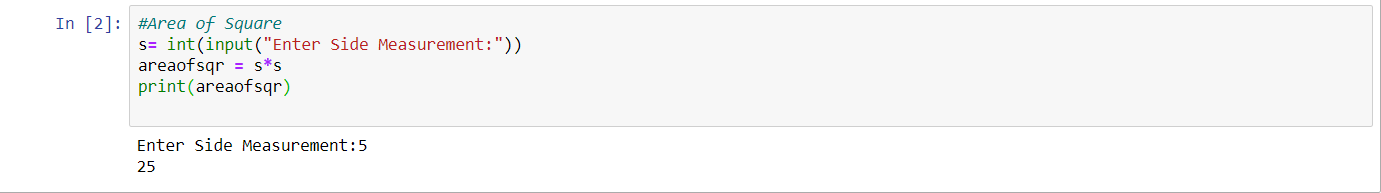 In [2]: #Area of Square
s= int(input("Enter Side Measurement:"))
areaofsqr = s*s
print(areaofsqr)
Enter Side Measurement:5
25